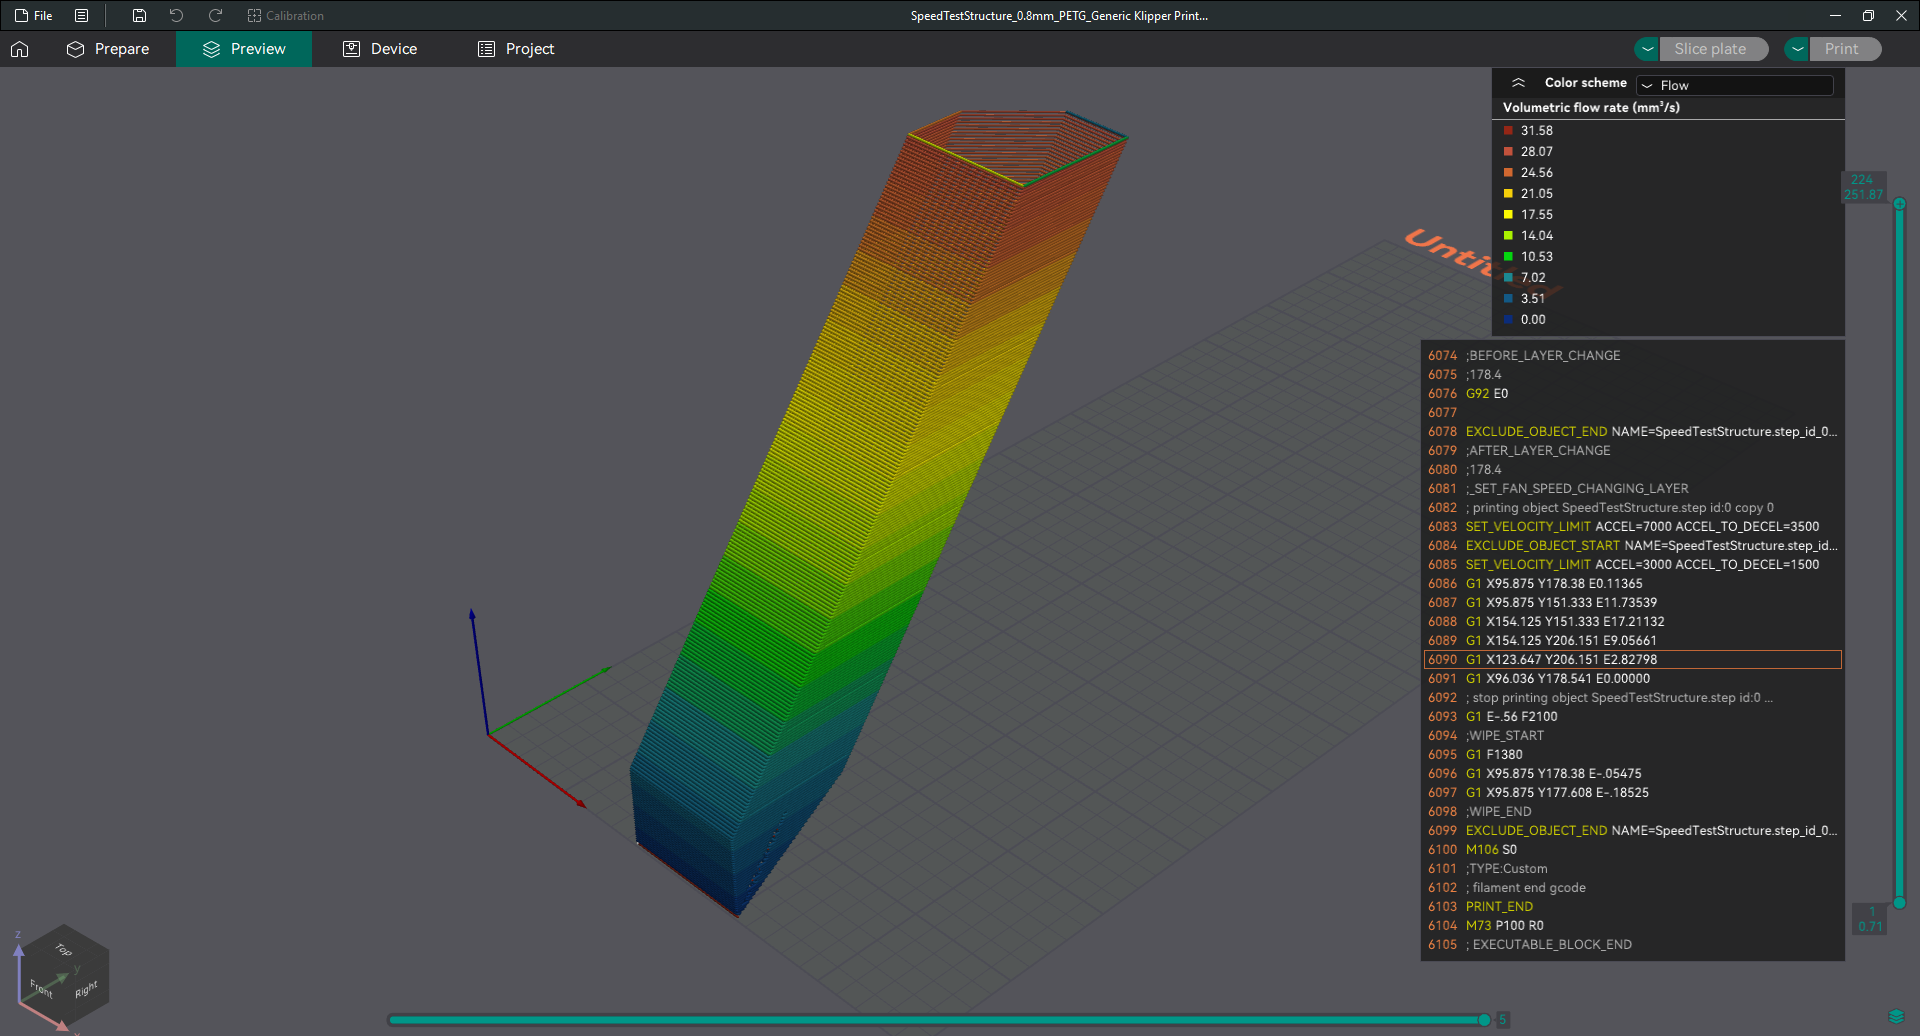 File
Calibration
SpeedTestStructure_0.8mm_PETG_Generic Klipper Print...
Prepare
Preview
Device
Project
Slice plate
Print
Color scheme
Flow
Volumetric flow rate (mm³/s)
31.58
28.07
24.56
21.05
17.55
14.04
10.53
7.02
3.51
0.00
224
251.87
Untitled
6074 ;BEFORE_LAYER_CHANGE
6075 ;178.4
6076 G92 E0
6077
6078 EXCLUDE_OBJECT_END NAME=SpeedTestStructure.step_id_0...
6079 ;AFTER_LAYER_CHANGE
6080 ;178.4
6081 ;_SET_FAN_SPEED_CHANGING_LAYER
6082 ; printing object SpeedTestStructure.step id:0 copy 0
6083 SET_VELOCITY_LIMIT ACCEL=7000 ACCEL_TO_DECEL=3500
6084 EXCLUDE_OBJECT_START NAME=SpeedTestStructure.step_id...
6085 SET_VELOCITY_LIMIT ACCEL=3000 ACCEL_TO_DECEL=1500
6086 G1 X95.875 Y178.38 E0.11365
6087 G1 X95.875 Y151.333 E11.73539
6088 G1 X154.125 Y151.333 E17.21132
6089 G1 X154.125 Y206.151 E9.05661
6090 G1 X123.647 Y206.151 E2.82798
6091 G1 X96.036 Y178.541 E0.00000
6092 ; stop printing object SpeedTestStructure.step id:0 ...
6093 G1 E-.56 F2100
6094 ;WIPE_START
6095 G1 F1380
6096 G1 X95.875 Y178.38 E-.05475
6097 G1 X95.875 Y177.608 E-.18525
6098 ;WIPE_END
6099 EXCLUDE_OBJECT_END NAME=SpeedTestStructure.step_id_0...
6100 M106 S0
6101 ;TYPE:Custom
6102 ; filament end gcode
6103 PRINT_END
6104 M73 P100 R0
6105 ; EXECUTABLE_BLOCK_END
1
0.71
z
Top
y
Front
Right
x
5